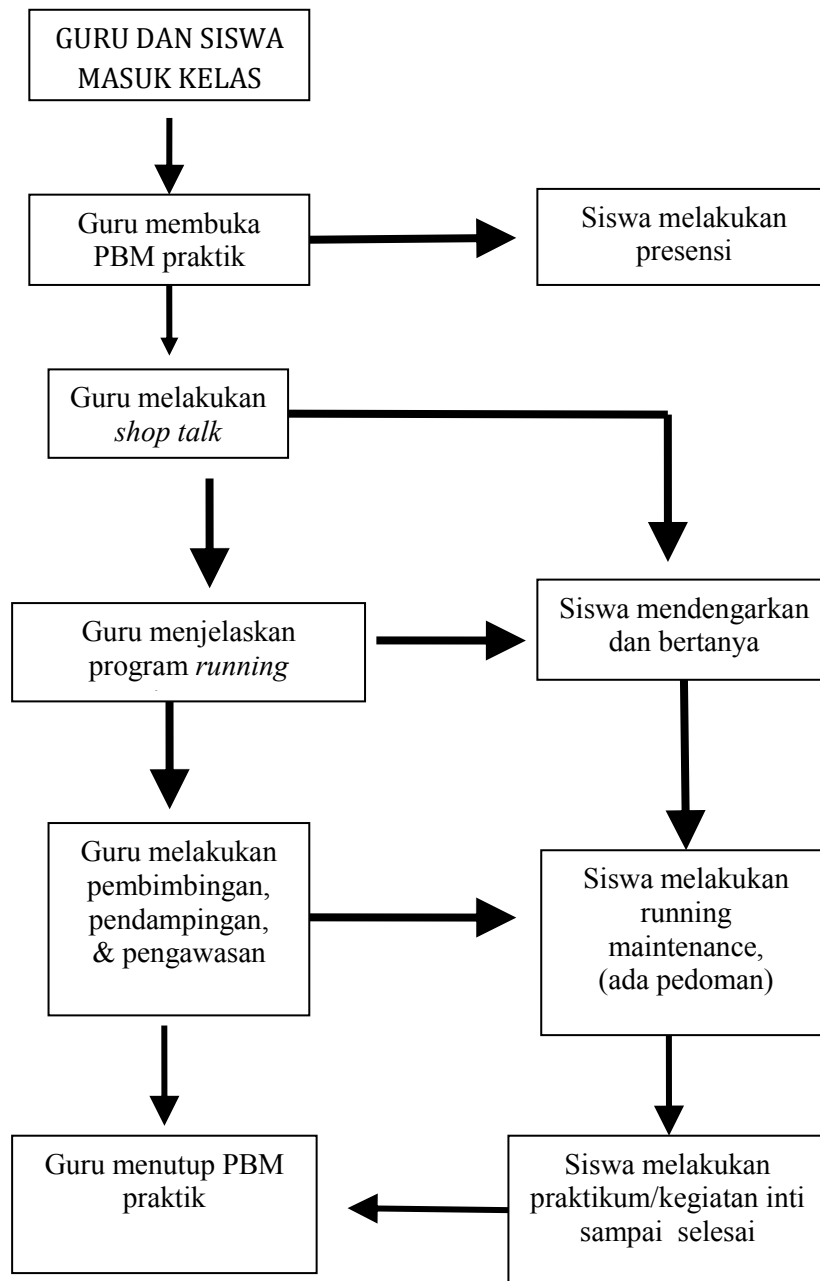 GURU DAN SISWA
MASUK KELAS
Guru membuka
PBM praktik
Siswa melakukan
presensi
Guru melakukan
shop talk
Guru menjelaskan
program running
Siswa mendengarkan
dan bertanya
Guru melakukan
pembimbingan,
pendampingan,
& pengawasan
Siswa melakukan
running
maintenance,
(ada pedoman)
Guru menutup PBM
praktik
Siswa melakukan
praktikum/kegiatan inti
sampai selesai